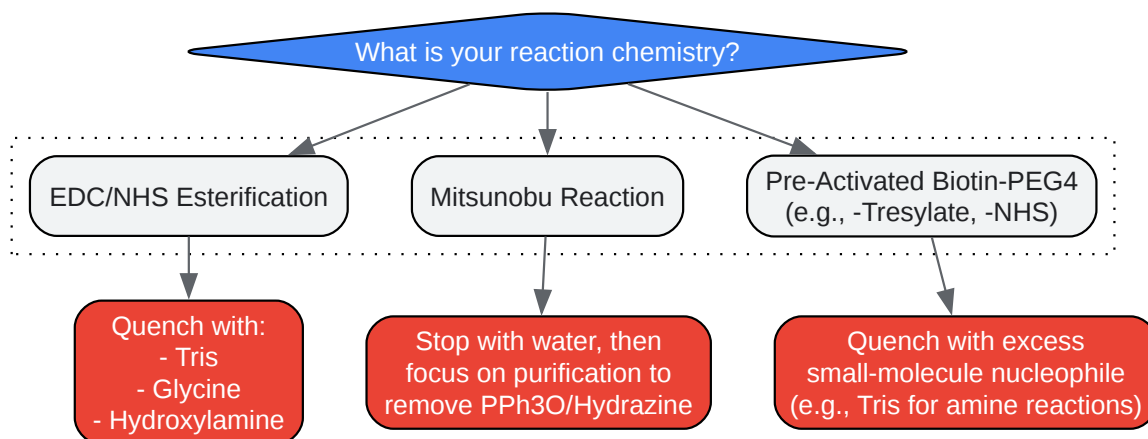 What is your reaction chemistry?
EDC/NHS Esterification
Mitsunobu Reaction
Pre-Activated Biotin-PEG4
(e.g., -Tresylate, -NHS)
Quench with:
- Tris
- Glycine
- Hydroxylamine
Stop with water, then
focus on purification to
remove PPh3O/Hydrazine
Quench with excess
small-molecule nucleophile
(e.g., Tris for amine reactions)